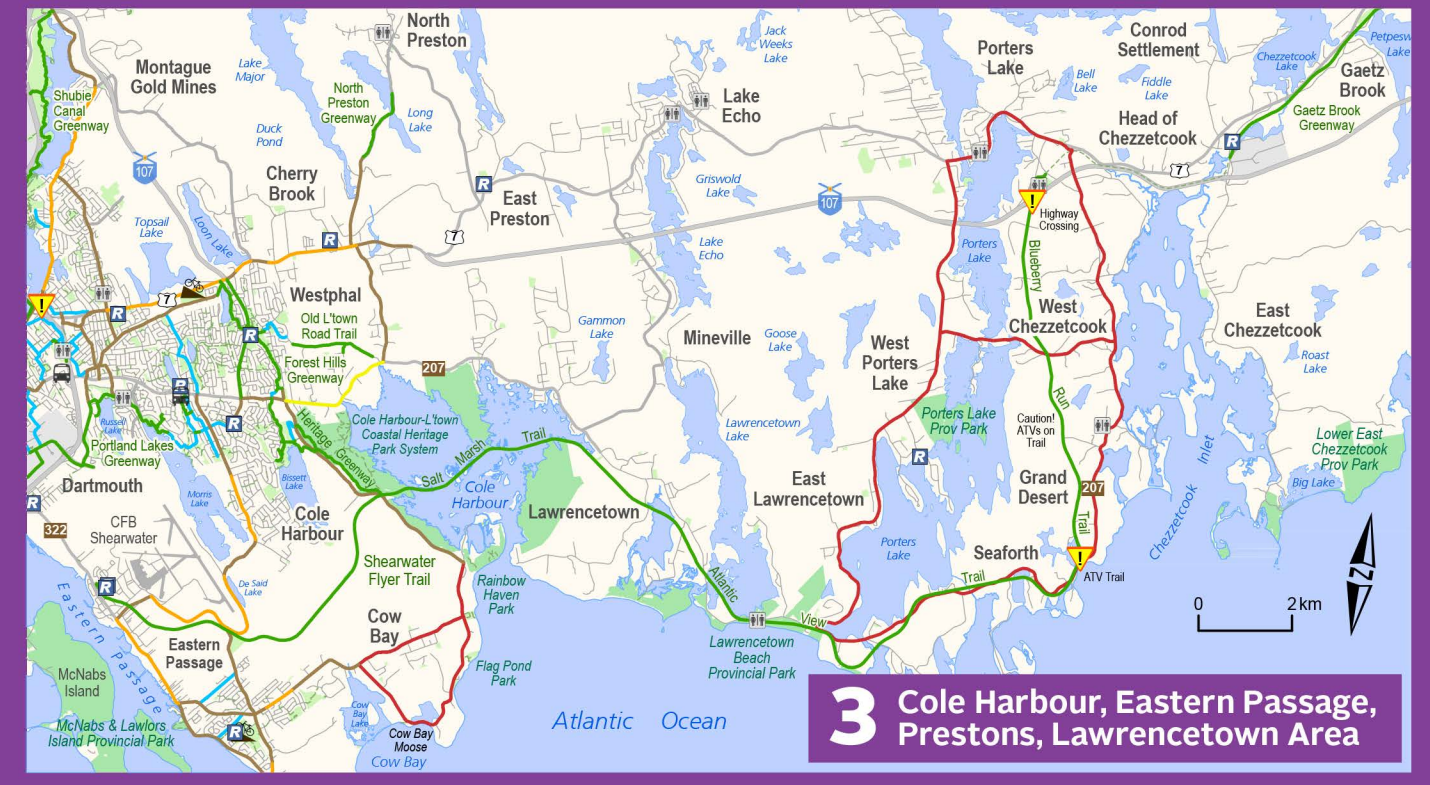 North
Preston
Montague
Gold Mines
Lake
Major
Jack
Weeks
Lake
Porters
Lake
Conrod
Settlement
Chezzetcook
Lake
Gaetz
Brook
Shubie
Canal
Greenway
North
Preston
Greenway
Long
Lake
Lake
Echo
Bell
Lake
Fiddle
Lake
Gaetz Brook
Greenway
Duck
Pond
Head of
Chezzetcook
R
107
Cherry
Brook
R
East
Preston
Griswold
Lake
107
7
Topsail
Lake
Loon Lake
R
7
Lake
Echo
Porters
Lake
!
Highway
Crossing
Blueberry
!
7
R
Westphal
Old L'town
Road Trail
R
Forest Hills
Greenway
207
Gammon
Lake
Mineville
Goose
Lake
West
Porters
Lake
West
Chezzetcook
East
Chezzetcook
Roast
Lake
R
Run
Russell
Lake
R
Heritage
Greenway
Cole Harbour-L'town
Coastal Heritage
Park System
Lawrencetown
Lake
Porters Lake
Prov Park
Caution!
ATVs on
Trail
Portland Lakes
Greenway
Salt Marsh Trail
R
Inlet
Lower East
Chezzetcook
Prov Park
Dartmouth
Morris
Lake
Bissett
Lake
Cole
Harbour
East
Lawrencetown
Grand
Desert
207
Big Lake
R
322
CFB
Shearwater
Cole
Harbour
Lawrencetown
Chezzetcook
Trail
Porters
Lake
Seaforth
!
ATV Trail
N
Shearwater
Flyer Trail
De Said
Lake
R
Rainbow
Haven
Park
Atlantic
View
Trail
0 2 km
Eastern Passage
Cow
Bay
Eastern
Passage
Lawrencetown
Beach
Provincial Park
McNabs
Island
Flag Pond
Park
McNabs & Lawlors
Island Provincial Park
R
Cow
Bay
Lake
Cow Bay
Moose
Cow Bay
Atlantic Ocean
3 Cole Harbour, Eastern Passage,
Prestons, Lawrencetown Area